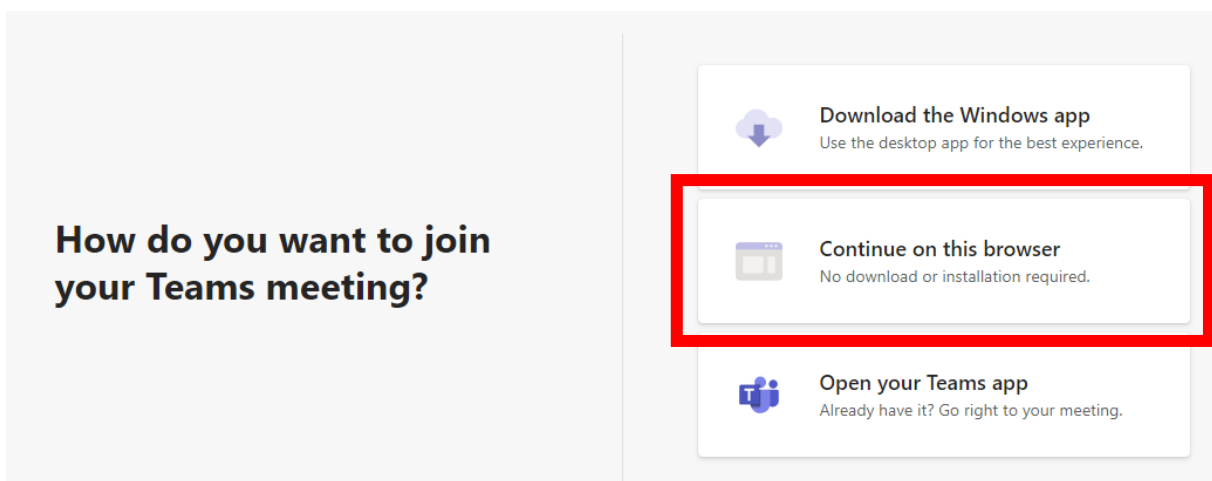 How do you want to join
your Teams meeting?
Download the Windows app
Use the desktop app for the best experience.
Continue on this browser
No download or installation required.
T
Open your Teams app
Already have it? Go right to your meeting.